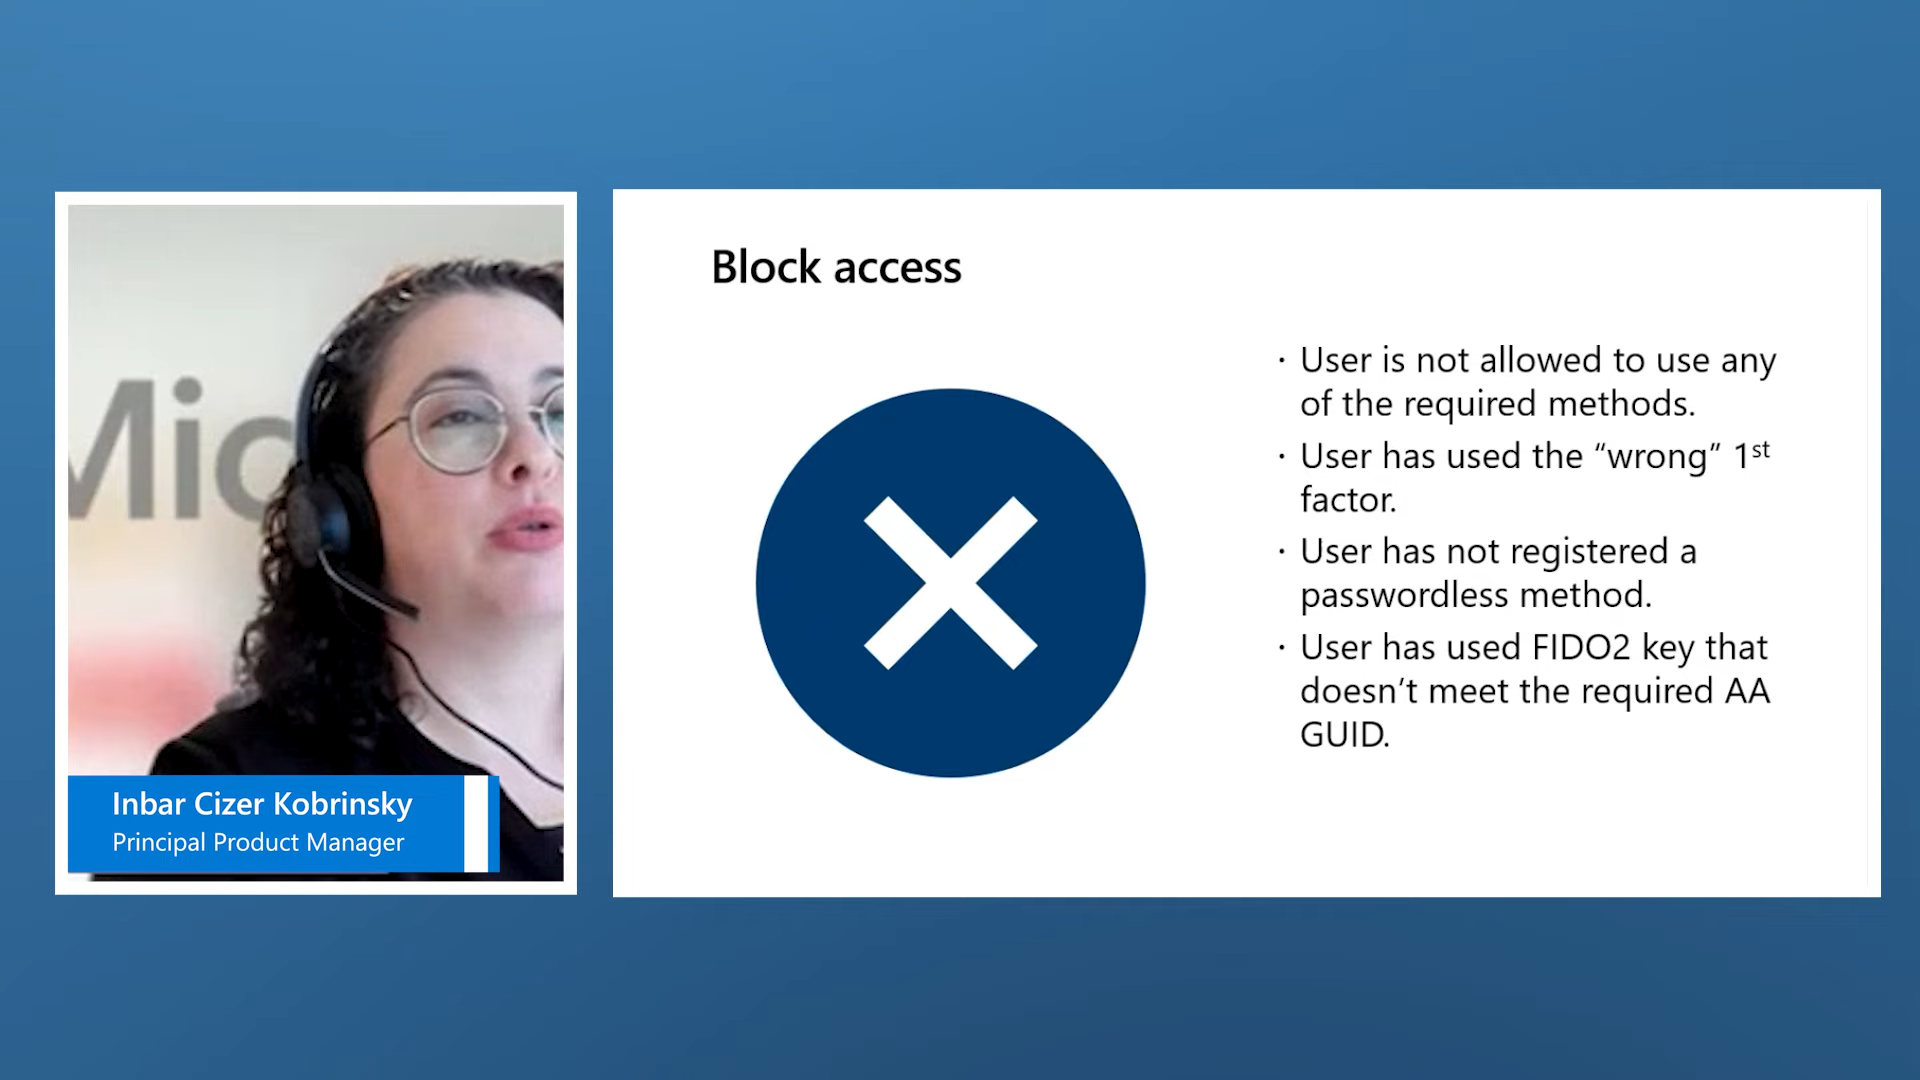 Mic
Inbar Cizer Kobrinsky
Principal Product Manager
Block access
· User is not allowed to use any
of the required methods.
· User has used the “wrong” 1st
factor.
· User has not registered a
passwordless method.
· User has used FIDO2 key that
doesn’t meet the required AA
GUID.